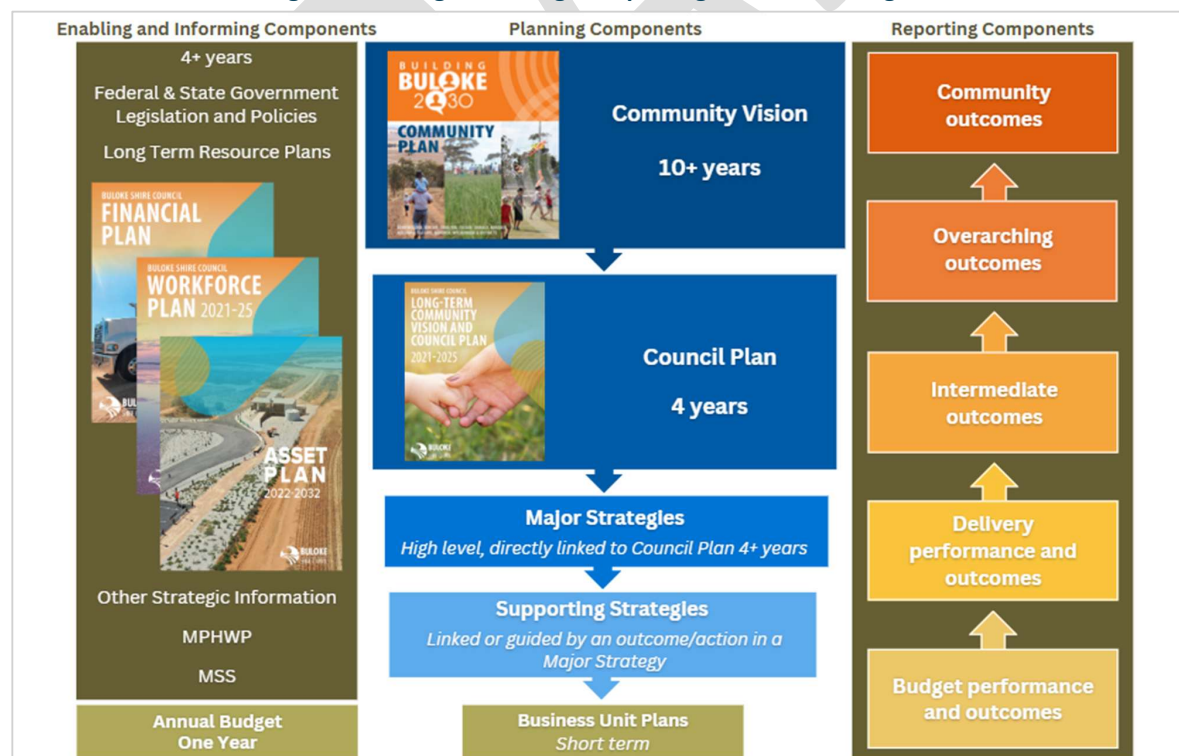 Enabling and Informing Components
4+ years
Federal & State Government
Legislation and Policies
Long Term Resource Plans
BULOKE SHIRE COUNCIL
FINANCIAL
PLAN
BULOKE SHIRE COUNCIL
WORKFORCE
PLAN 2021-25
ASSET
PLAN
2022-2032
BULOKE
Other Strategic Information
MPHWP
MSS
Annual Budget
One Year
Planning Components
BUILDING
BULOKE
2030
COMMUNITY
PLAN
Community Vision
10+ years
BULOKE SHIRE COUNCIL
LONG-TERM
COMMUNITY
VISION AND
COUNCIL PLAN
2021-2025
BULOKE
Council Plan
4 years
Major Strategies
High level, directly linked to Council Plan 4+ years
Supporting Strategies
Linked or guided by an outcome/action in a
Major Strategy
Business Unit Plans
Short term
Reporting Components
Community
outcomes
Overarching
outcomes
Intermediate
outcomes
Delivery
performance and
outcomes
Budget performance
and outcomes